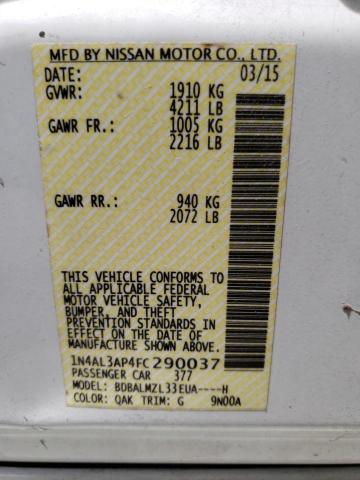 MFD BY NISSAN MOTOR CO., LTD.
DATE: 03/15
GVWR: 1910 KG
4211 LB
GAWR FR.: 1005 KG
2216 LB
GAWR RR.: 940 KG
2072 LB
THIS VEHICLE CONFORMS TO
ALL APPLICABLE FEDERAL
MOTOR VEHICLE SAFETY,
BUMPER, AND THEFT
PREVENTION STANDARDS IN
EFFECT ON THE DATE OF
MANUFACTURE SHOWN ABOVE.
1N4AL3AP4FC290037
PASSENGER CAR 377
MODEL: BDBALMZL33EUA----H
COLOR: QAK TRIM: G 9N00A